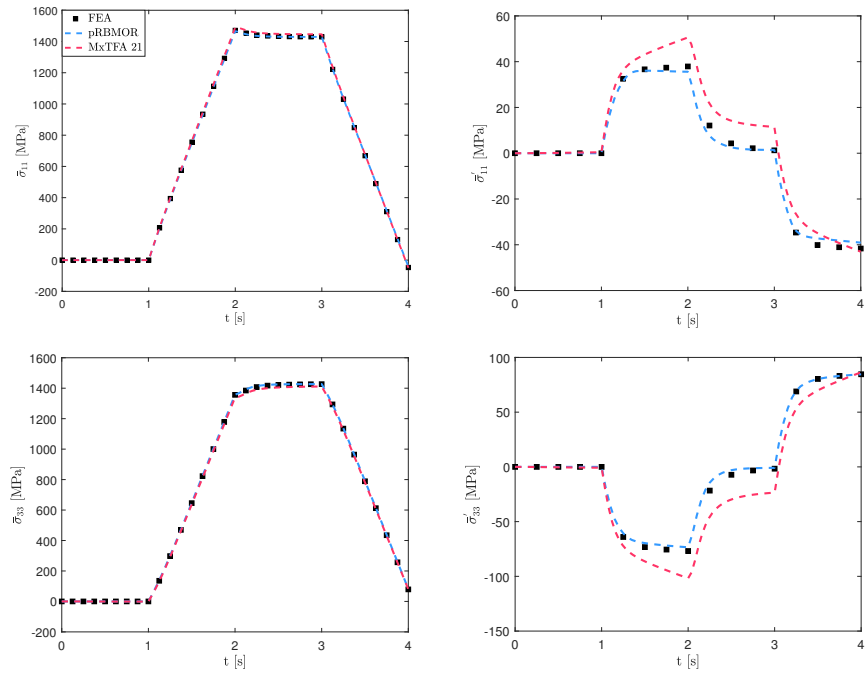 1600
1400
1200
1000
800
600
400
200
0
-200
0 1 2 3 4
t [s]
σ̄₁₁ [MPa]
FEA
pRBMOR
MxTFA 21
60
40
20
0
-20
-40
-60
0 1 2 3 4
t [s]
σ̄′₁₁ [MPa]
1600
1400
1200
1000
800
600
400
200
0
-200
0 1 2 3 4
t [s]
σ̄₃₃ [MPa]
100
50
0
-50
-100
-150
0 1 2 3 4
t [s]
σ̄′₃₃ [MPa]